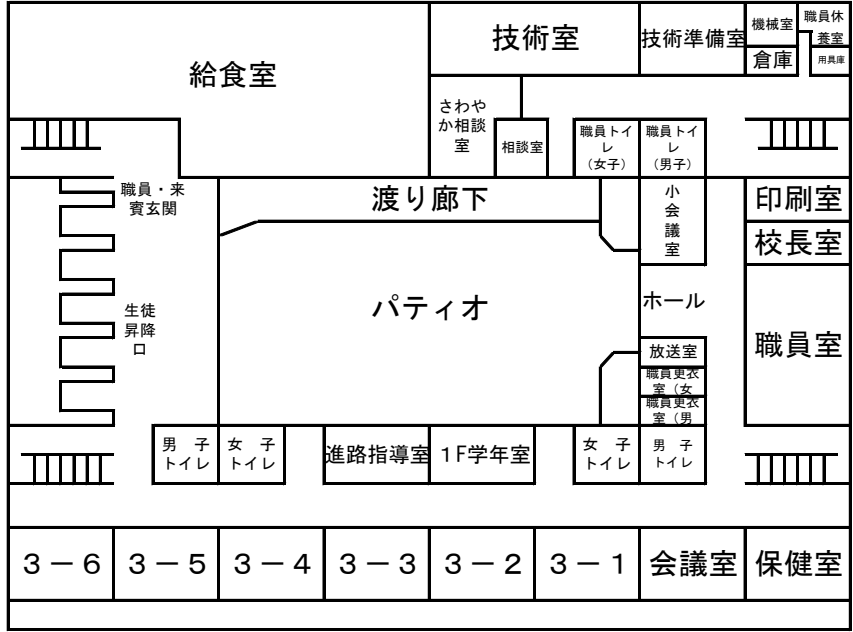 給食室
技術室
技術準備室
機械室
倉庫
職員休
養室
用具庫
さわや
か相談
室
相談室
職員トイ
レ
(女子)
職員トイ
レ
(男子)
職員・来
賓玄関
渡り廊下
小
会
議
室
印刷室
校長室
パティオ
ホール
生徒
昇降
口
職員室
放送室
職員更衣
室(女
職員更衣
室(男
男 子
トイレ
女 子
トイレ
進路指導室
1F学年室
女 子
トイレ
男 子
トイレ
3－6
3－5
3－4
3－3
3－2
3－1
会議室
保健室